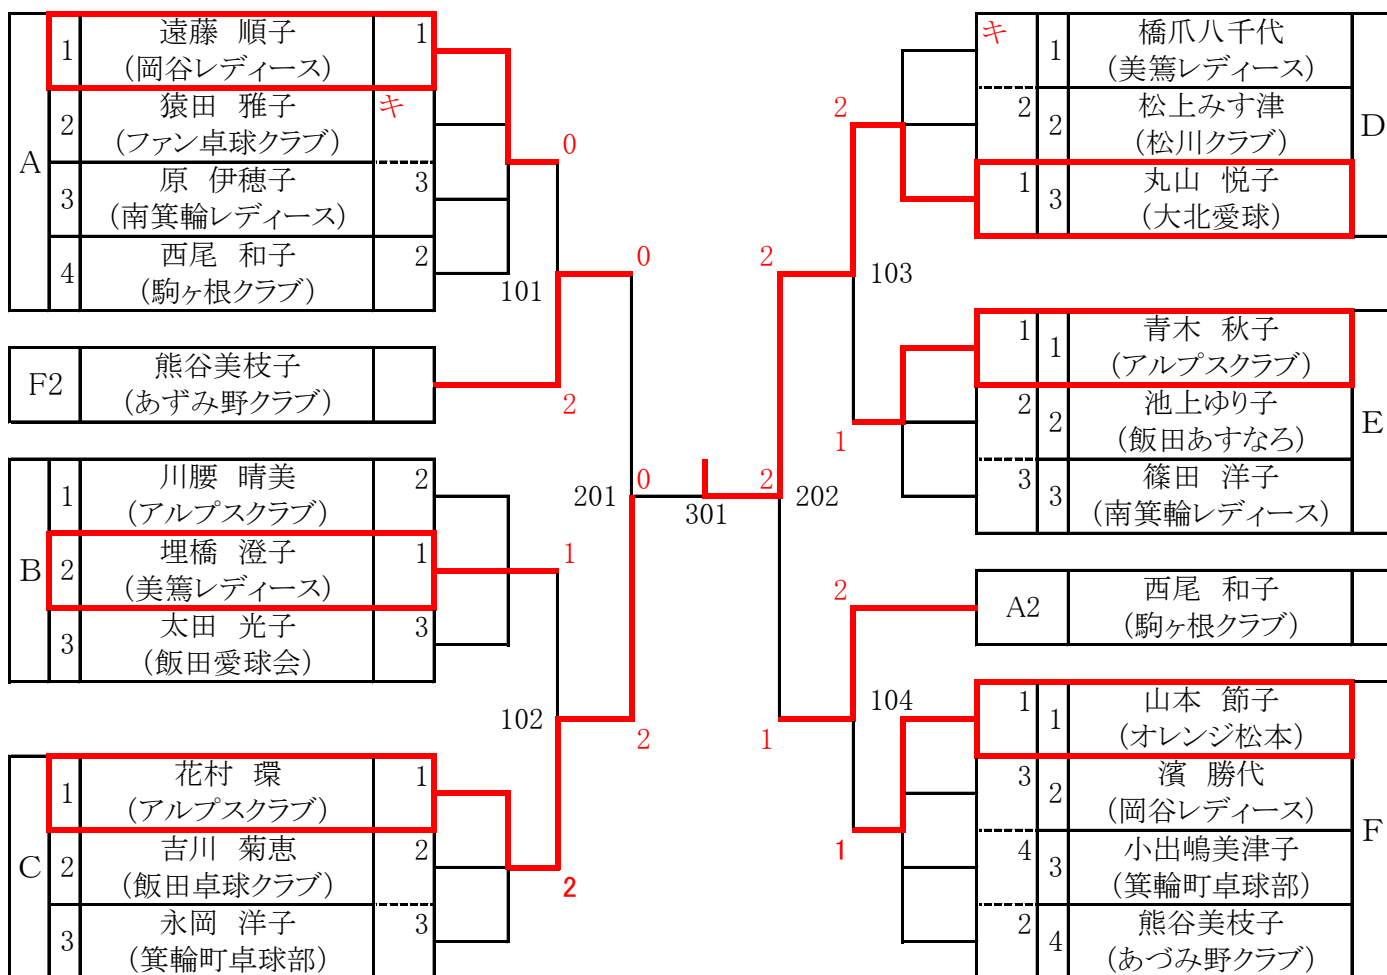 A
1
遠藤 順子
(岡谷レディース)
1
2
猿田 雅子
(ファン卓球クラブ)
キ
3
原 伊穂子
(南箕輪レディース)
3
4
西尾 和子
(駒ヶ根クラブ)
2
F2
熊谷美枝子
(あずみ野クラブ)
B
1
川腰 晴美
(アルプスクラブ)
2
2
埋橋 澄子
(美篶レディース)
1
3
太田 光子
(飯田愛球会)
3
C
1
花村 環
(アルプスクラブ)
1
2
吉川 菊恵
(飯田卓球クラブ)
2
3
永岡 洋子
(箕輪町卓球部)
3
0
101
2
0
1
102
2
2
201
0
301
2
2
202
1
2
103
1
2
104
1
キ
1
橋爪八千代
(美篶レディース)
D
2
2
松上みす津
(松川クラブ)
1
3
丸山 悦子
(大北愛球)
1
1
青木 秋子
(アルプスクラブ)
E
2
2
池上ゆり子
(飯田あすなろ)
3
3
篠田 洋子
(南箕輪レディース)
A2
西尾 和子
(駒ヶ根クラブ)
1
1
山本 節子
(オレンジ松本)
F
3
2
濱 勝代
(岡谷レディース)
4
3
小出嶋美津子
(箕輪町卓球部)
2
4
熊谷美枝子
(あづみ野クラブ)